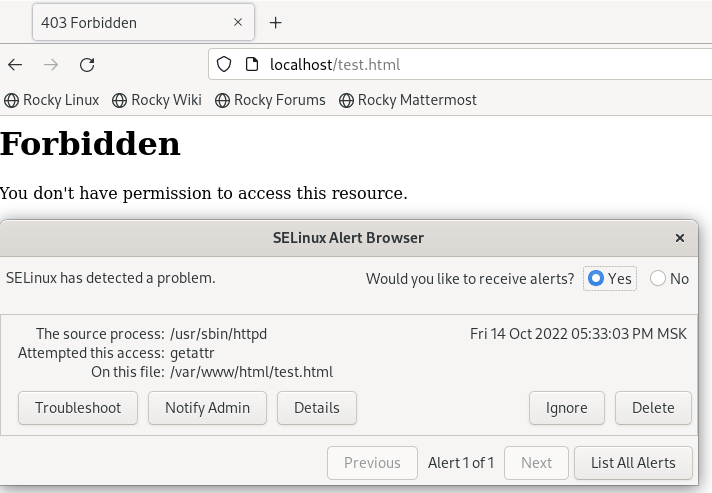 403 Forbidden
localhost/test.html
Rocky Linux Rocky Wiki Rocky Forums Rocky Mattermost
Forbidden
You don't have permission to access this resource.
SELinux Alert Browser
SELinux has detected a problem. Would you like to receive alerts? Yes No
The source process: /usr/sbin/httpd Fri 14 Oct 2022 05:33:03 PM MSK
Attempted this access: getattr
On this file: /var/www/html/test.html
Troubleshoot Notify Admin Details Ignore Delete
Previous Alert 1 of 1 Next List All Alerts